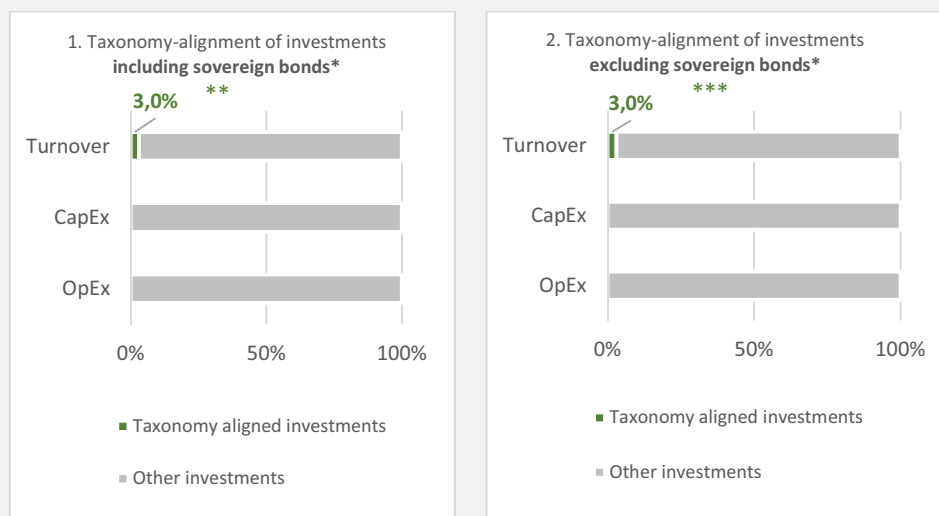 1. Taxonomy-alignment of investments
including sovereign bonds*
**
3,0%
Turnover
CapEx
OpEx
0% 50% 100%
Taxonomy aligned investments
Other investments
2. Taxonomy-alignment of investments
excluding sovereign bonds*
***
3,0%
Turnover
CapEx
OpEx
0% 50% 100%
Taxonomy aligned investments
Other investments